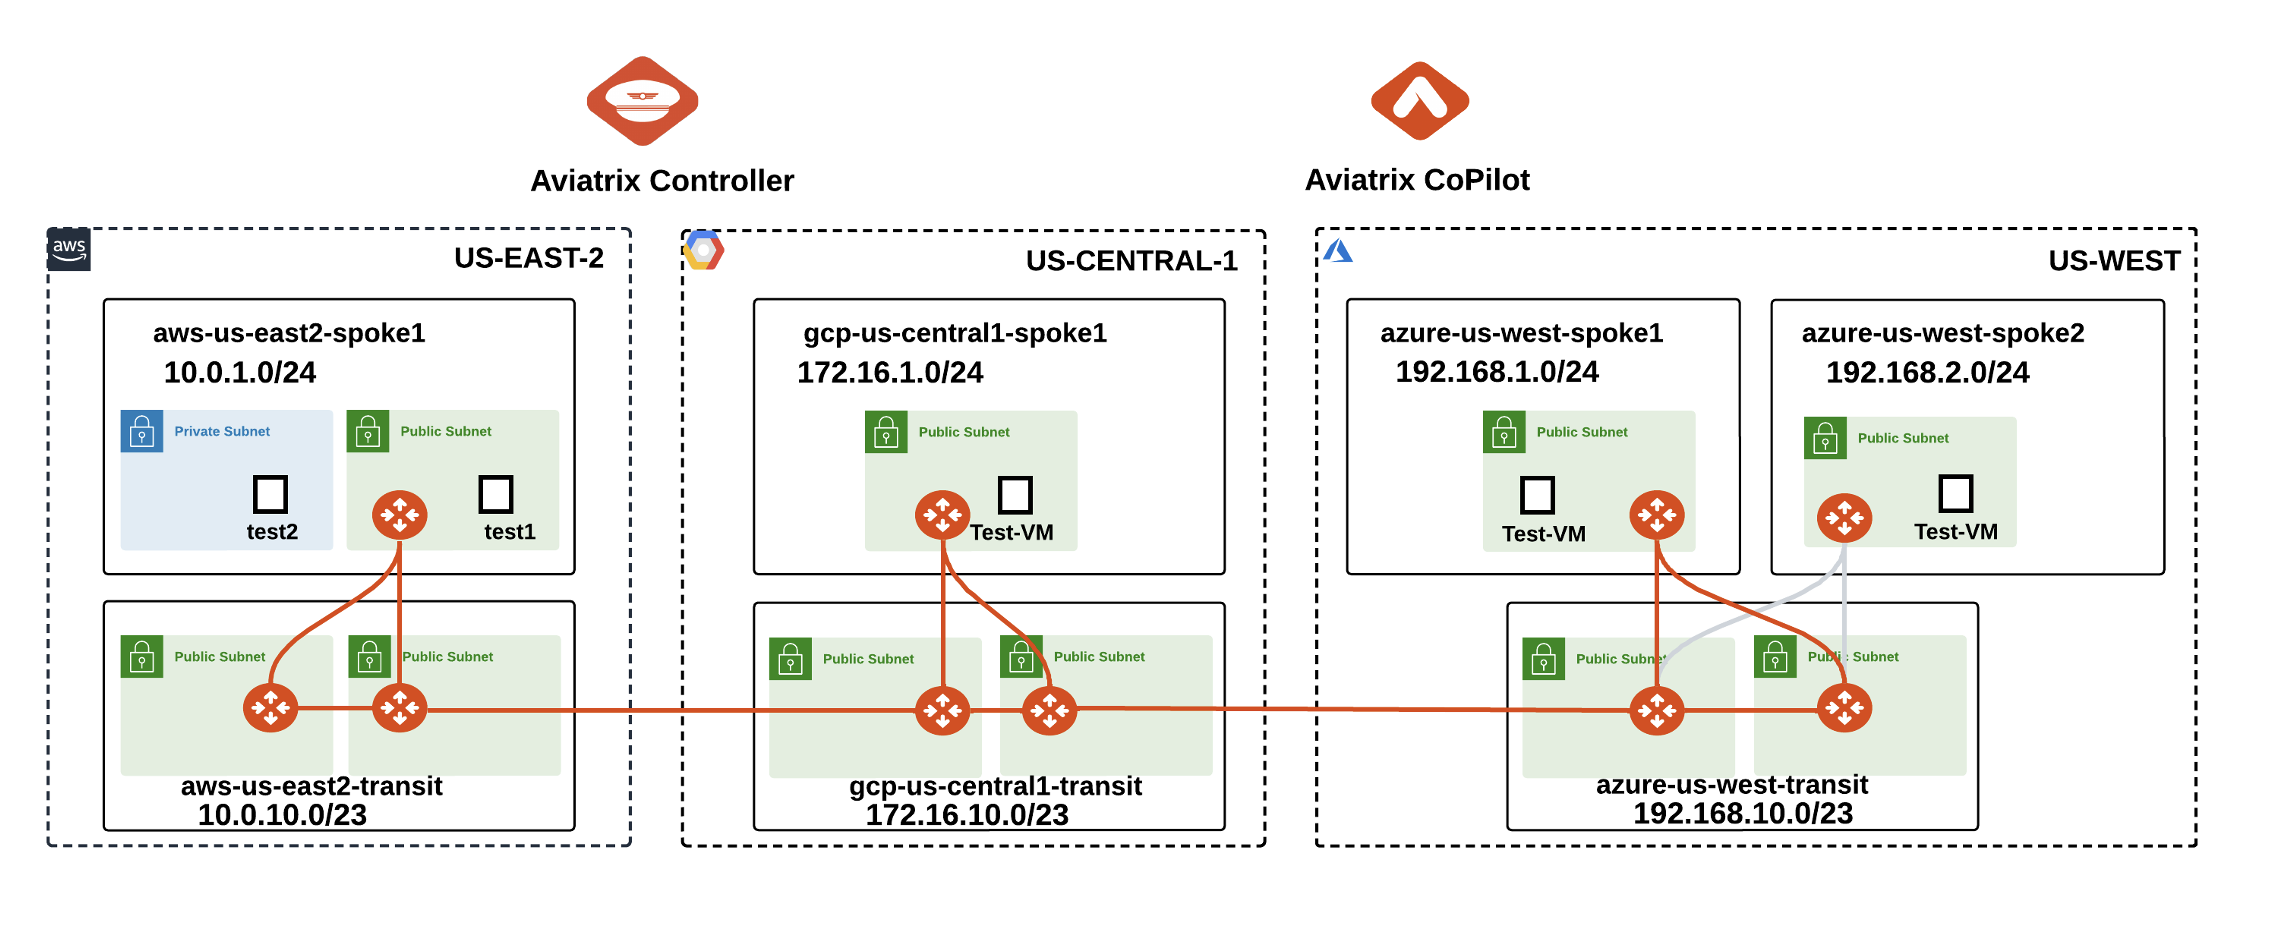 Aviatrix Controller
Aviatrix CoPilot
aws
US-EAST-2
aws-us-east2-spoke1
10.0.1.0/24
Private Subnet
Public Subnet
test2
test1
Public Subnet
Public Subnet
aws-us-east2-transit
10.0.10.0/23
US-CENTRAL-1
gcp-us-central1-spoke1
172.16.1.0/24
Public Subnet
Test-VM
Public Subnet
Public Subnet
gcp-us-central1-transit
172.16.10.0/23
US-WEST
azure-us-west-spoke1
192.168.1.0/24
Public Subnet
Test-VM
azure-us-west-spoke2
192.168.2.0/24
Public Subnet
Test-VM
Public Subnet
Public Subnet
azure-us-west-transit
192.168.10.0/23